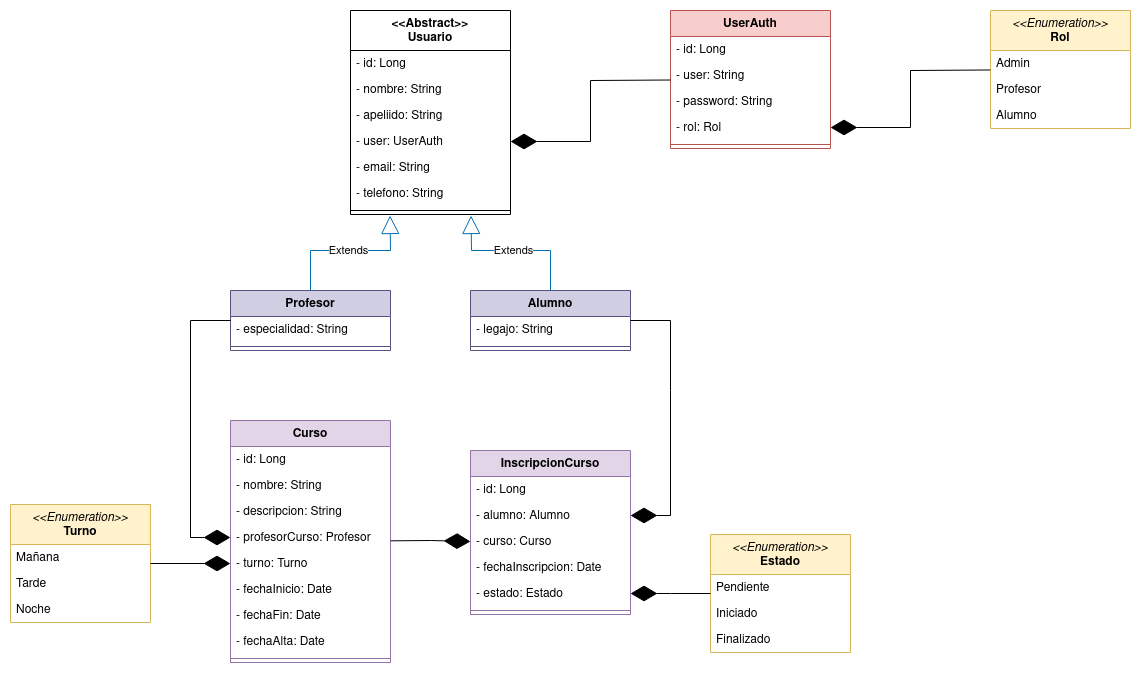 <<Abstract>>
Usuario
- id: Long
- nombre: String
- apeliido: String
- user: UserAuth
- email: String
- telefono: String
UserAuth
- id: Long
- user: String
- password: String
- rol: Rol
<<Enumeration>>
Rol
Admin
Profesor
Alumno
Extends
Extends
Profesor
- especialidad: String
Alumno
- legajo: String
Curso
- id: Long
- nombre: String
- descripcion: String
- profesorCurso: Profesor
- turno: Turno
- fechaInicio: Date
- fechaFin: Date
- fechaAlta: Date
InscripcionCurso
- id: Long
- alumno: Alumno
- curso: Curso
- fechaInscripcion: Date
- estado: Estado
<<Enumeration>>
Turno
Mañana
Tarde
Noche
<<Enumeration>>
Estado
Pendiente
Iniciado
Finalizado